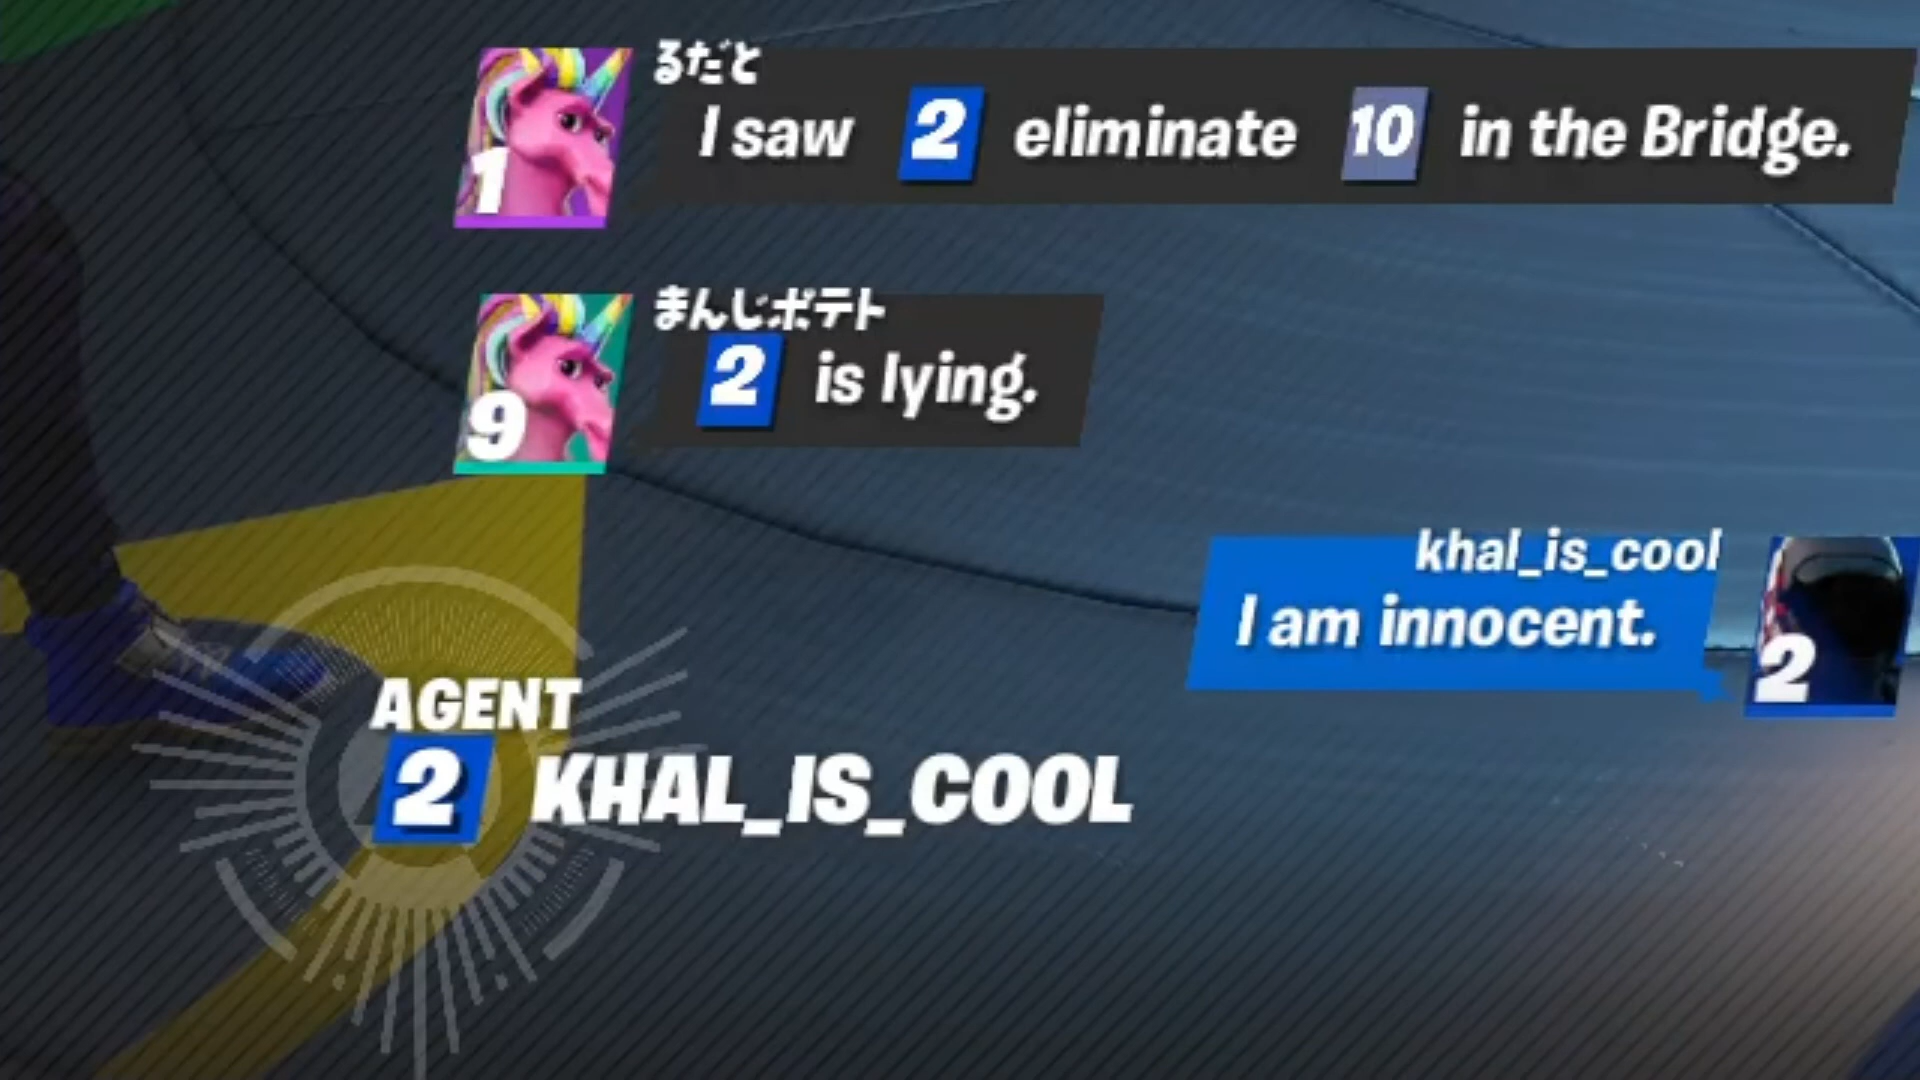 るだと
I saw 2 eliminate 10 in the Bridge.
1
まんじポテト
2 is lying.
9
khal_is_cool
I am innocent.
2
AGENT
2 KHAL_IS_COOL